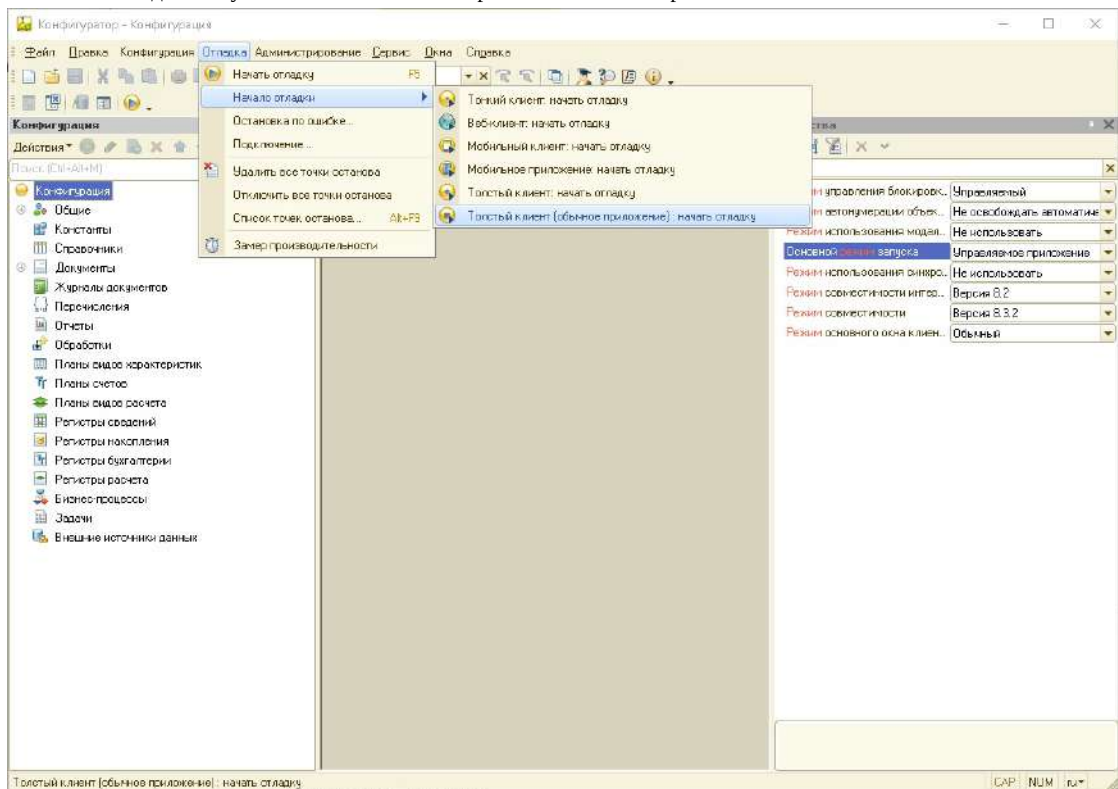 Конфигуратор - Конфигурация
Файл Правка Конфигурация Отладка Администрирование Сервис Окна Справка
Начать отладку F5
Начало отладки
Остановка по ошибке...
Подключение...
Удалить все точки останова
Отключить все точки останова
Список точек останова... Alt+F9
Замер производительности
Тонкий клиент: начать отладку
Веб-клиент: начать отладку
Мобильный клиент: начать отладку
Мобильное приложение: начать отладку
Толстый клиент: начать отладку
Толстый клиент (обычное приложение) : начать отладку
Конфигурация
Действия
Поиск (Ctrl+Alt+M)
Конфигурация
Общие
Константы
Справочники
Документы
Журналы документов
Перечисления
Отчеты
Обработки
Планы видов характеристик
Планы счетов
Планы видов расчета
Регистры сведений
Регистры накопления
Регистры бухгалтерии
Регистры расчета
Бизнес-процессы
Задачи
Внешние источники данных
управления блокировк... Управляемый
автонумерации объек... Не освобождать автоматиче
Режим использования модал... Не использовать
Основной режим запуска Управляемое приложение
Режим использования синхро... Не использовать
Режим совместимости интер... Версия 8.2
Режим совместимости Версия 8.3.2
Режим основного окна клиен... Обычный
Толстый клиент (обычное приложение) : начать отладку
CAP NUM ru